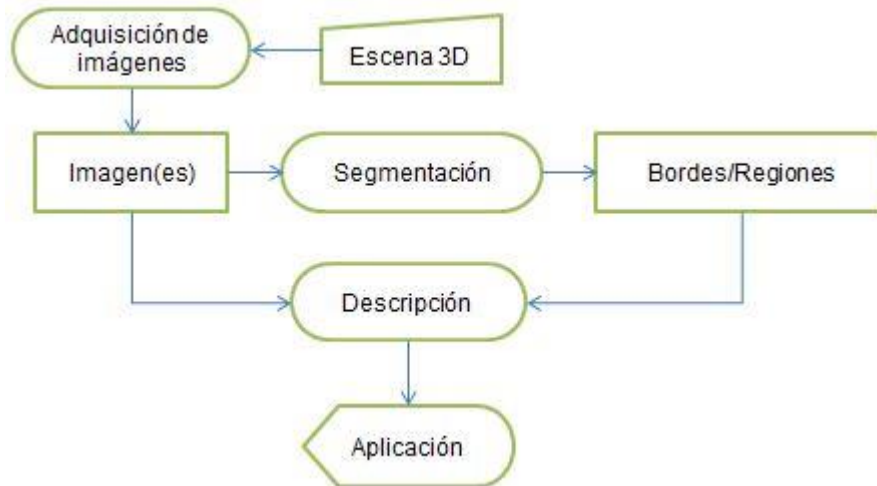 Adquisición de
imágenes
Escena 3D
Imagen(es)
Segmentación
Bordes/Regiones
Descripción
Aplicación